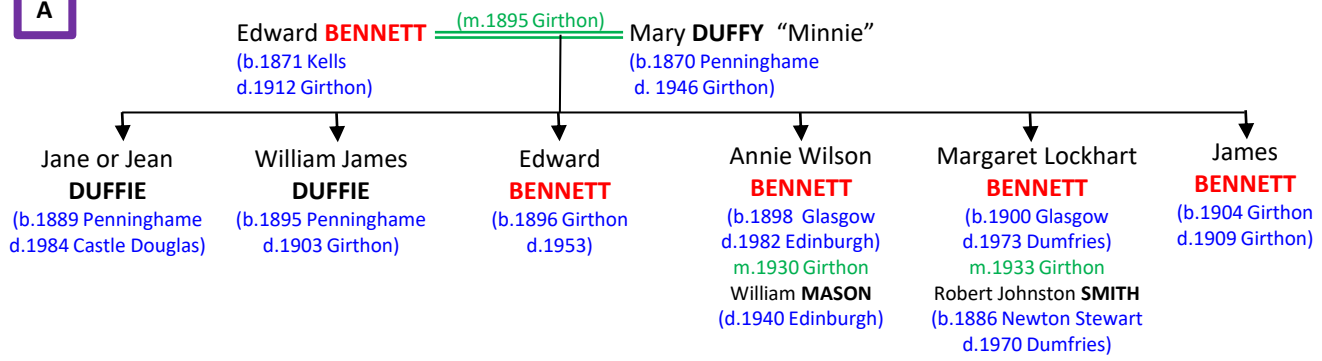 A
Edward BENNETT
(m.1895 Girthon)
Mary DUFFY “Minnie”
(b.1871 Kells
d.1912 Girthon)
(b.1870 Penninghame
d. 1946 Girthon)
Jane or Jean
DUFFIE
(b.1889 Penninghame
d.1984 Castle Douglas)
William James
DUFFIE
(b.1895 Penninghame
d.1903 Girthon)
Edward
BENNETT
(b.1896 Girthon
d.1953)
Annie Wilson
BENNETT
(b.1898 Glasgow
d.1982 Edinburgh)
m.1930 Girthon
William MASON
(d.1940 Edinburgh)
Margaret Lockhart
BENNETT
(b.1900 Glasgow
d.1973 Dumfries)
m.1933 Girthon
Robert Johnston SMITH
(b.1886 Newton Stewart
d.1970 Dumfries)
James
BENNETT
(b.1904 Girthon
d.1909 Girthon)